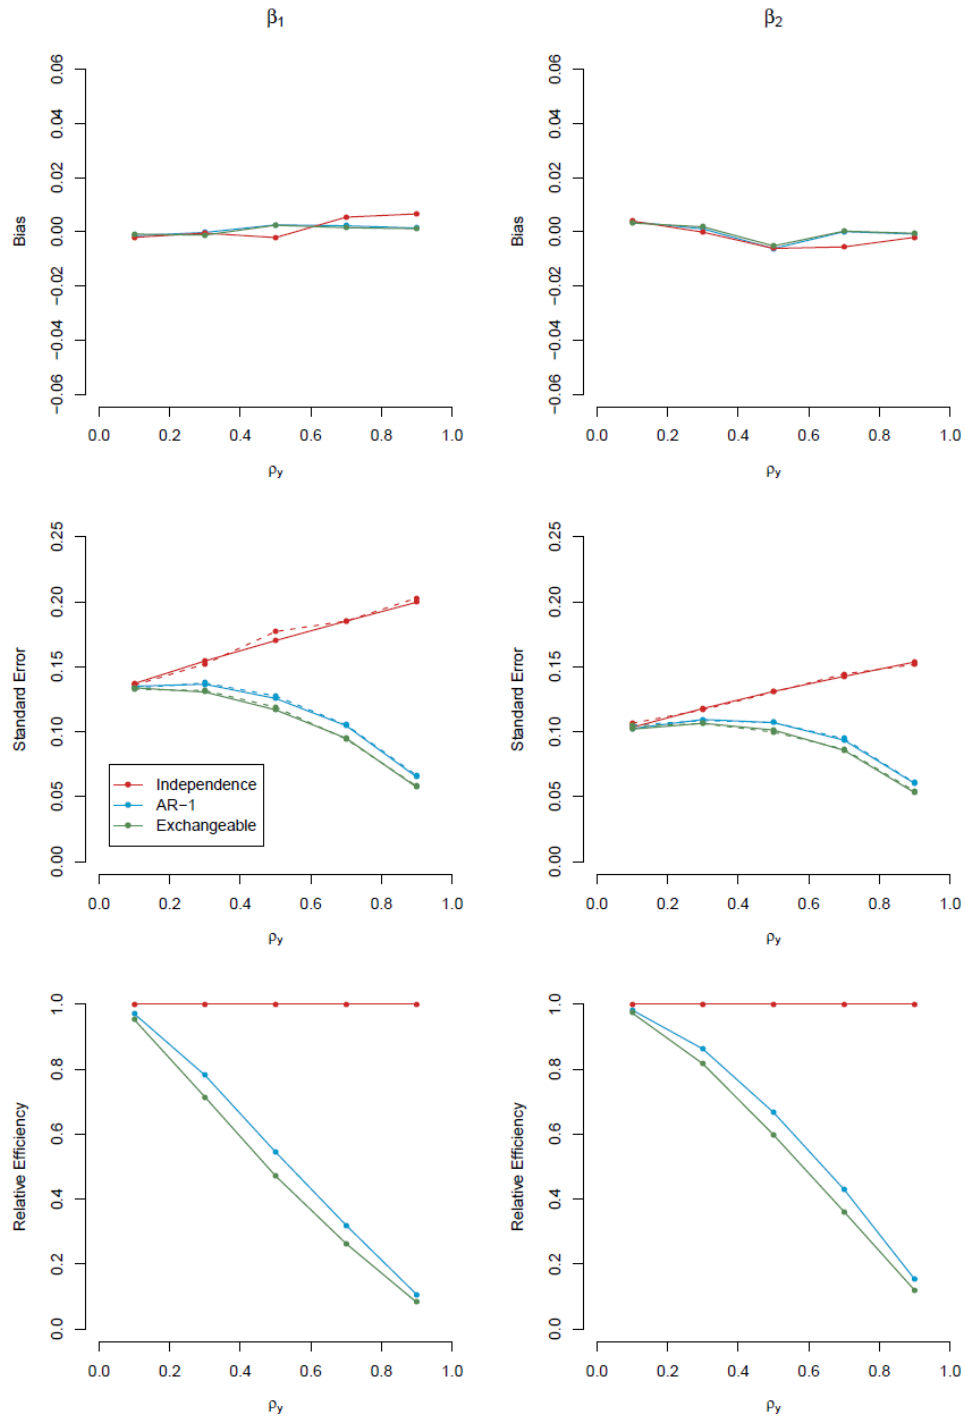 β1 β2
Bias
0.06
0.04
0.02
0.00
−0.02
−0.04
−0.06
0.0 0.2 0.4 0.6 0.8 1.0
ρy
Bias
0.06
0.04
0.02
0.00
−0.02
−0.04
−0.06
0.0 0.2 0.4 0.6 0.8 1.0
ρy
Standard Error
0.25
0.20
0.15
0.10
0.05
0.00
Independence
AR−1
Exchangeable
0.0 0.2 0.4 0.6 0.8 1.0
ρy
Standard Error
0.25
0.20
0.15
0.10
0.05
0.00
0.0 0.2 0.4 0.6 0.8 1.0
ρy
Relative Efficiency
1.0
0.8
0.6
0.4
0.2
0.0
0.0 0.2 0.4 0.6 0.8 1.0
ρy
Relative Efficiency
1.0
0.8
0.6
0.4
0.2
0.0
0.0 0.2 0.4 0.6 0.8 1.0
ρy